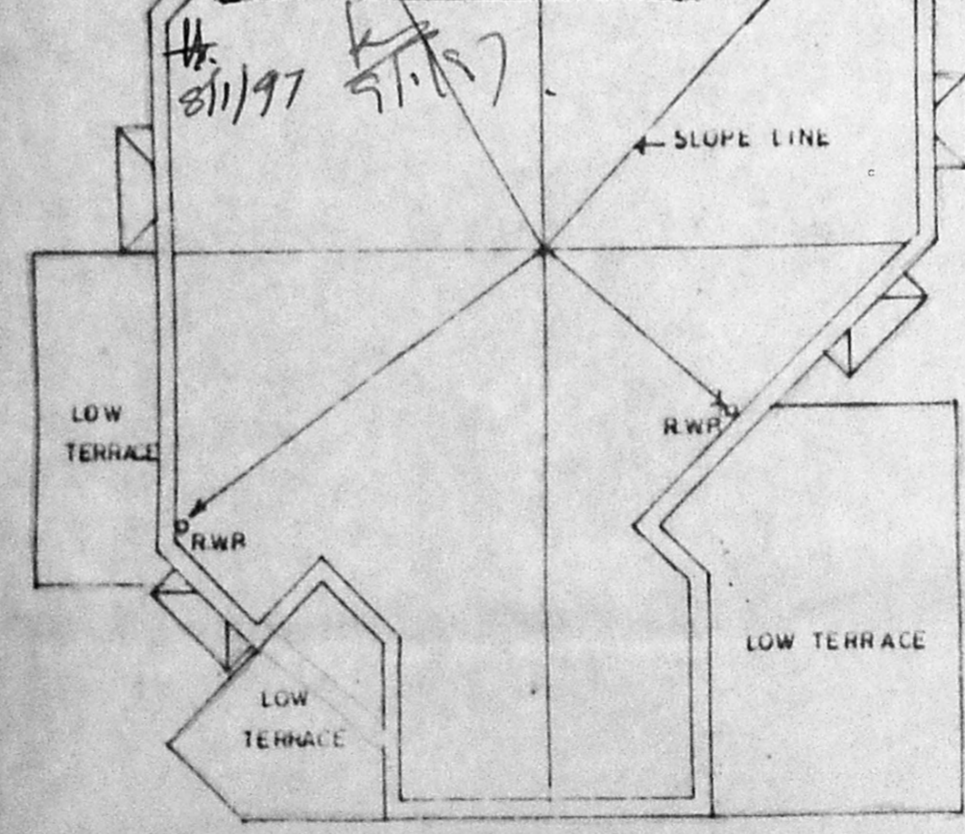 8/1/97
SLOPE LINE
LOW
TERRACE
R.W.P.
R.W.P.
LOW TERRACE
LOW
TERRACE